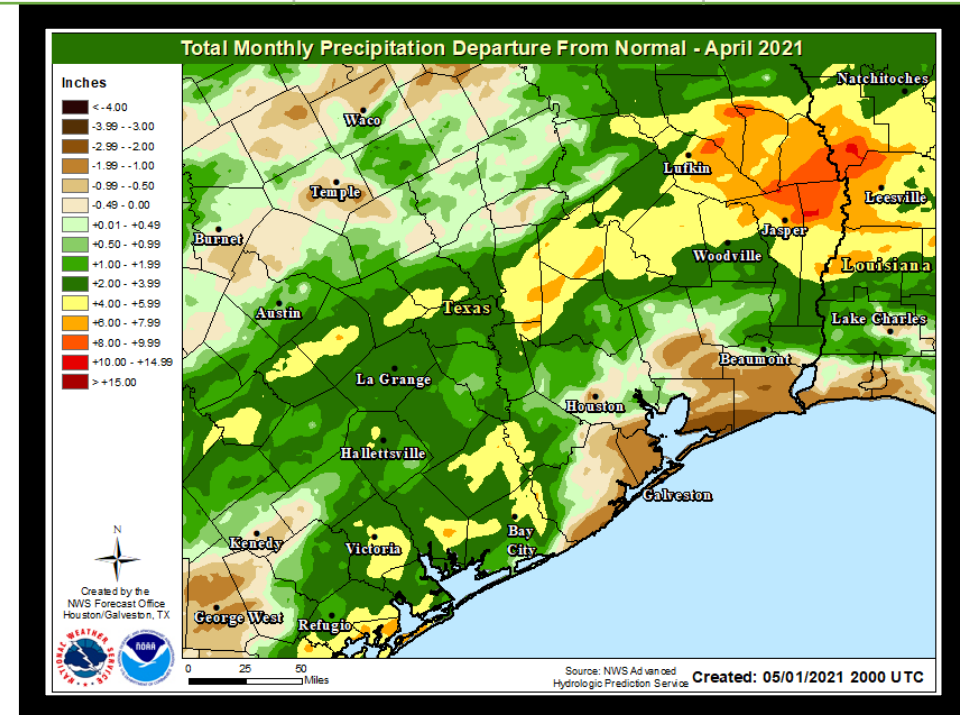 Total Monthly Precipitation Departure From Normal - April 2021
Inches
< -4.00
-3.99 - -3.00
-2.99 - -2.00
-1.99 - -1.00
-0.99 - -0.50
-0.49 - 0.00
+0.01 - +0.49
+0.50 - +0.99
+1.00 - +1.99
+2.00 - +3.99
+4.00 - +5.99
+6.00 - +7.99
+8.00 - +9.99
+10.00 - +14.99
> +15.00
Natchitoches
Waco
Lufkin
Temple
Leesville
Burnet
Jasper
Woodville
Louisiana
Austin
Texas
Lake Charles
Beaumont
La Grange
Houston
Hallettsville
Galveston
Bay
City
Kenedy
Victoria
George West
Refugio
N
Created by the
NWS Forecast Office
Houston/Galveston, TX
NATIONAL WEATHER SERVICE
NOAA
0 25 50
Miles
Source: NWS Advanced
Hydrologic Prediction Service
Created: 05/01/2021 2000 UTC